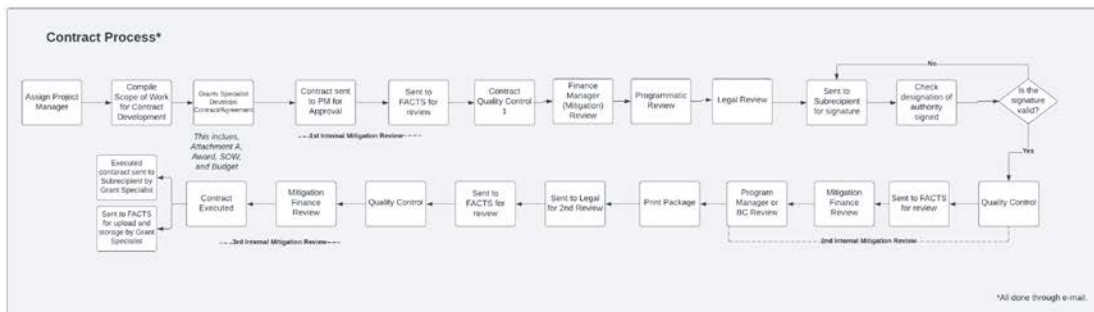 Contract Process*
Assign Project
Manager
Compile
Scope of Work
for Contract
Development
Grants Specialist
Develops
Contract/Agreement
This inclues,
Attachment A,
Award, SOW,
and Budget
Contract sent
to PM for
Approval
Sent to
FACTS for
review
1st Internal Mitigation Review
Contract
Quality Control
1
Finance
Manager
(Mitigation)
Review
Programmatic
Review
Legal Review
Sent to
Subrecipient
for signature
Check
designation of
authority
signed
Is the
signature
valid?
No
Yes
Quality Control
Sent to FACTS
for review
Mitigation
Finance
Review
Program
Manager or
BC Review
2nd Internal Mitigation Review
Print Package
Sent to Legal
for 2nd Review
Sent to
FACTS for
review
Quality Control
Mitigation
Finance
Review
Contract
Executed
3rd Internal Mitigation Review
Executed
contaract sent to
Subrecipient by
Grant Specialist
Sent to FACTS
for upload and
storage by Grant
Specialist
*All done through e-mail.